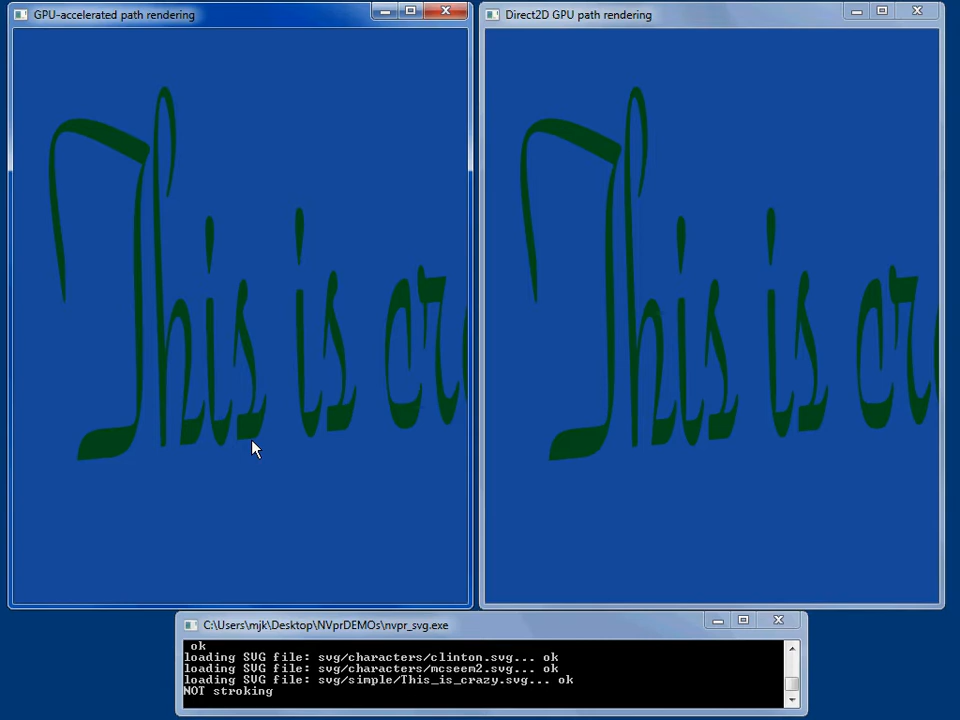 GPU-accelerated path rendering
Direct2D GPU path rendering
This is cr
This is cr
C:\Users\mjk\Desktop\NVprDEMOs\nvpr_svg.exe
ok
loading SVG file: svg/characters/clinton.svg... ok
loading SVG file: svg/characters/mcseem2.svg... ok
loading SVG file: svg/simple/This_is_crazy.svg... ok
NOT stroking